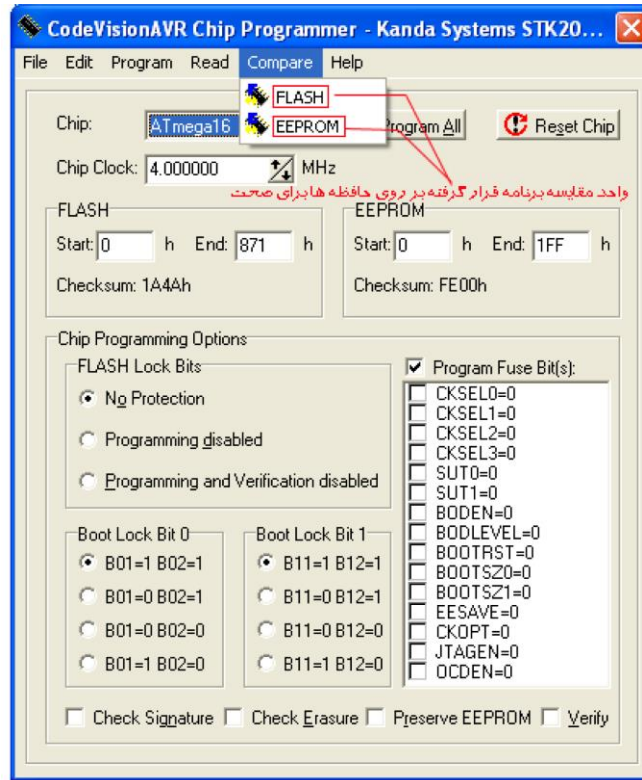 CodeVisionAVR Chip Programmer - Kanda Systems STK20...
File Edit Program Read Compare Help
FLASH
EEPROM
Chip: ATmega16 Program All Reset Chip
Chip Clock: 4.000000 MHz
واحد مقایسه برنامه قرار گرفته بر روی حافظه ها برای صحت
FLASH EEPROM
Start: 0 h End: 871 h Start: 0 h End: 1FF h
Checksum: 1A4Ah Checksum: FE00h
Chip Programming Options
FLASH Lock Bits
No Protection
Programming disabled
Programming and Verification disabled
Program Fuse Bit(s):
CKSEL0=0
CKSEL1=0
CKSEL2=0
CKSEL3=0
SUT0=0
SUT1=0
BODEN=0
BODLEVEL=0
BOOTRST=0
BOOTSZ0=0
BOOTSZ1=0
EESAVE=0
CKOPT=0
JTAGEN=0
OCDEN=0
Boot Lock Bit 0
B01=1 B02=1
B01=0 B02=1
B01=0 B02=0
B01=1 B02=0
Boot Lock Bit 1
B11=1 B12=1
B11=0 B12=1
B11=0 B12=0
B11=1 B12=0
Check Signature Check Erasure Preserve EEPROM Verify